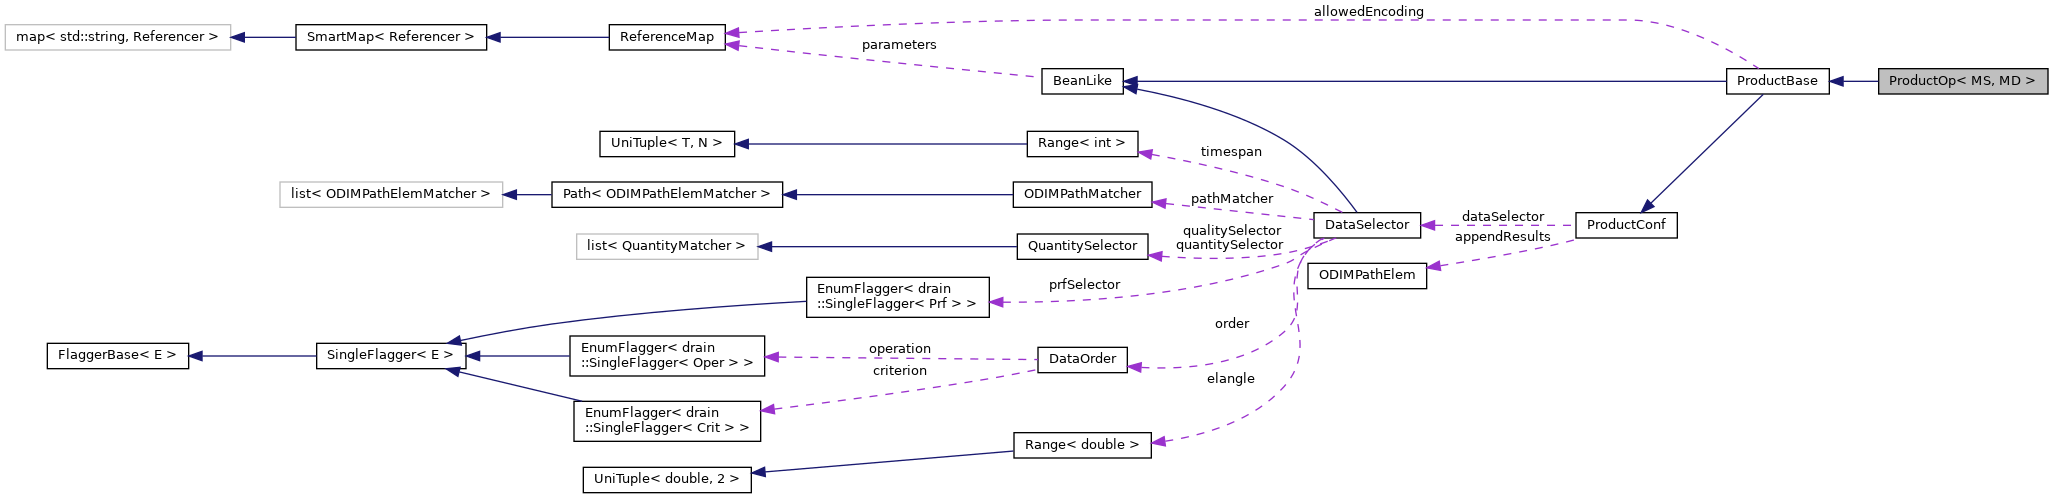 allowedEncoding
map< std::string, Referencer >
SmartMap< Referencer >
ReferenceMap
parameters
BeanLike
ProductBase
ProductOp< MS, MD >
UniTuple< T, N >
Range< int >
timespan
list< ODIMPathElemMatcher >
Path< ODIMPathElemMatcher >
ODIMPathMatcher
pathMatcher
DataSelector
dataSelector
ProductConf
appendResults
list< QuantityMatcher >
QuantitySelector
qualitySelector
quantitySelector
ODIMPathElem
EnumFlagger< drain
::SingleFlagger< Prf > >
prfSelector
order
FlaggerBase< E >
SingleFlagger< E >
EnumFlagger< drain
::SingleFlagger< Oper > >
operation
criterion
DataOrder
elangle
EnumFlagger< drain
::SingleFlagger< Crit > >
Range< double >
UniTuple< double, 2 >